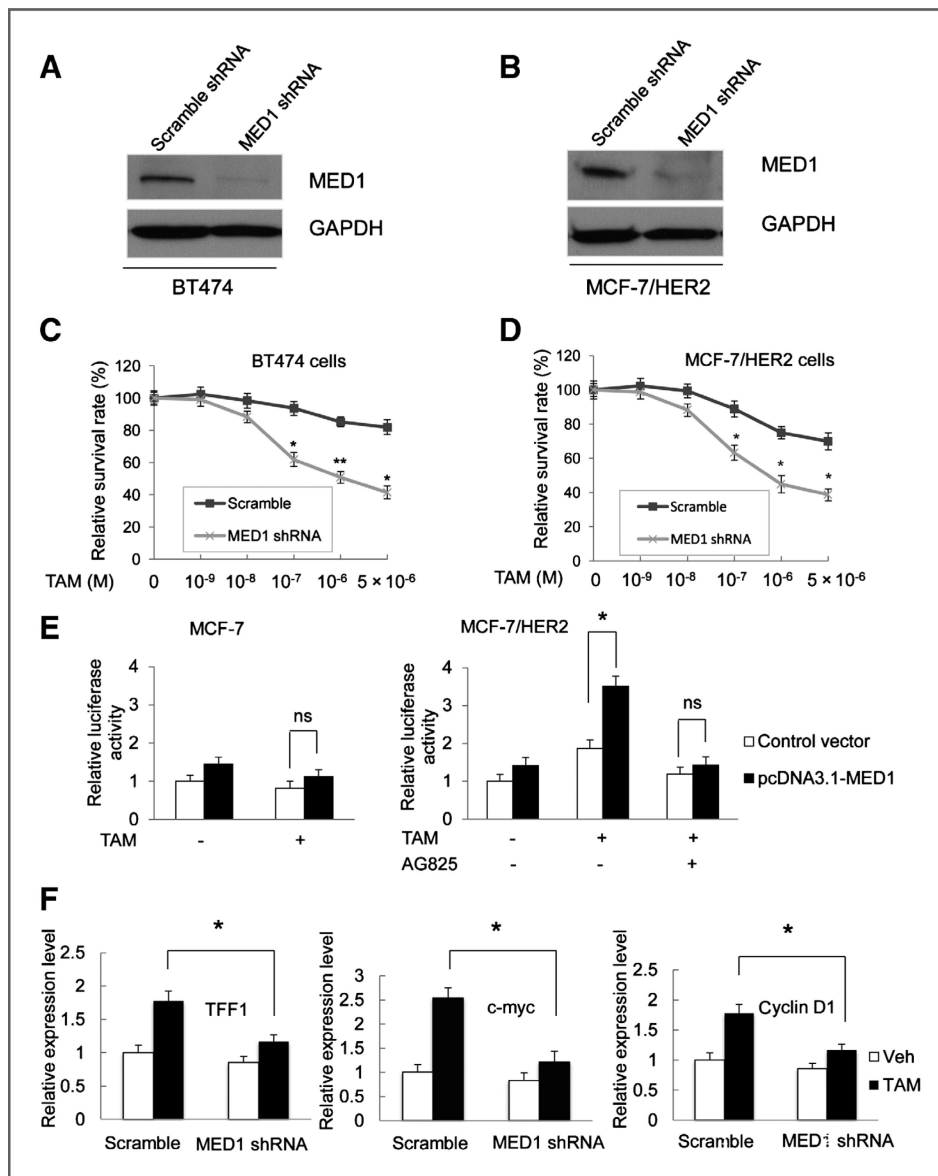 A
Scramble shRNA
MED1 shRNA
MED1
GAPDH
BT474
B
Scramble shRNA
MED1 shRNA
MED1
GAPDH
MCF-7/HER2
C
BT474 cells
Relative survival rate (%)
120
100
80
60
40
20
0
**
*
*
Scramble
MED1 shRNA
TAM (M)
0 10⁻⁹ 10⁻⁸ 10⁻⁷ 10⁻⁶ 5 × 10⁻⁶
D
MCF-7/HER2 cells
Relative survival rate (%)
120
100
80
60
40
20
0
*
*
*
Scramble
MED1 shRNA
TAM (M)
0 10⁻⁹ 10⁻⁸ 10⁻⁷ 10⁻⁶ 5 × 10⁻⁶
E
MCF-7
Relative luciferase
activity
4
3
2
1
0
ns
TAM - +
MCF-7/HER2
Relative luciferase
activity
4
3
2
1
0
*
ns
Control vector
pcDNA3.1-MED1
TAM - + +
AG825 - - +
F
Relative expression level
2.5
2
1.5
1
0.5
0
*
TFF1
Scramble MED1 shRNA
Relative expression level
3
2.5
2
1.5
1
0.5
0
*
c-myc
Scramble MED1 shRNA
Relative expression level
2.5
2
1.5
1
0.5
0
*
Cyclin D1
Veh
TAM
Scramble MED1 shRNA